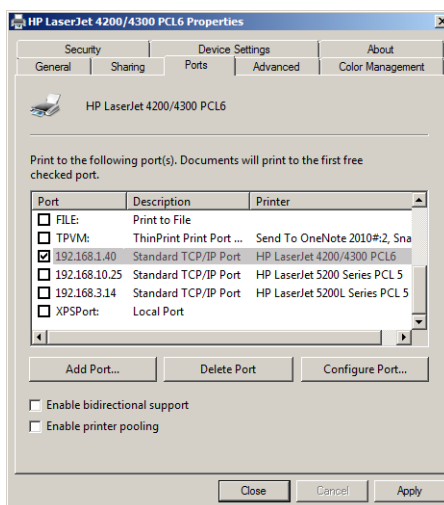 HP LaserJet 4200/4300 PCL6 Properties
Security Device Settings About
General Sharing Ports Advanced Color Management
HP LaserJet 4200/4300 PCL6
Print to the following port(s). Documents will print to the first free
checked port.
Port Description Printer
FILE: Print to File
TPVM: ThinPrint Print Port ... Send To OneNote 2010#:2, Sna
192.168.1.40 Standard TCP/IP Port HP LaserJet 4200/4300 PCL6
192.168.10.25 Standard TCP/IP Port HP LaserJet 5200 Series PCL 5
192.168.3.14 Standard TCP/IP Port HP LaserJet 5200L Series PCL 5
XPSPort: Local Port
Add Port... Delete Port Configure Port...
Enable bidirectional support
Enable printer pooling
Close Cancel Apply